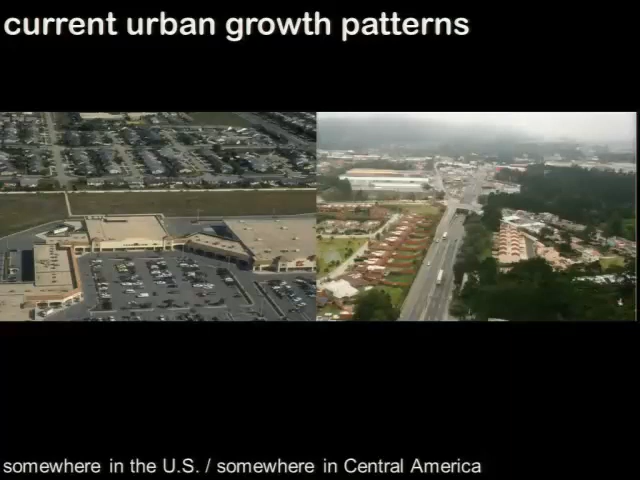 current urban growth patterns
somewhere in the U.S. / somewhere in Central America